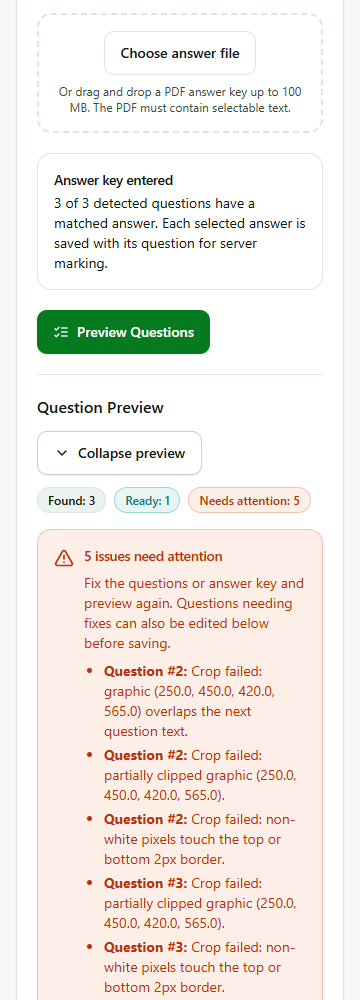 Choose answer file
Or drag and drop a PDF answer key up to 100
MB. The PDF must contain selectable text.
Answer key entered
3 of 3 detected questions have a
matched answer. Each selected answer is
saved with its question for server
marking.
Preview Questions
Question Preview
Collapse preview
Found: 3
Ready: 1
Needs attention: 5
5 issues need attention
Fix the questions or answer key and
preview again. Questions needing
fixes can also be edited below
before saving.
• Question #2: Crop failed:
graphic (250.0, 450.0, 420.0,
565.0) overlaps the next
question text.
• Question #2: Crop failed:
partially clipped graphic (250.0,
450.0, 420.0, 565.0).
• Question #2: Crop failed: non-
white pixels touch the top or
bottom 2px border.
• Question #3: Crop failed:
partially clipped graphic (250.0,
450.0, 420.0, 565.0).
• Question #3: Crop failed: non-
white pixels touch the top or
bottom 2px border.